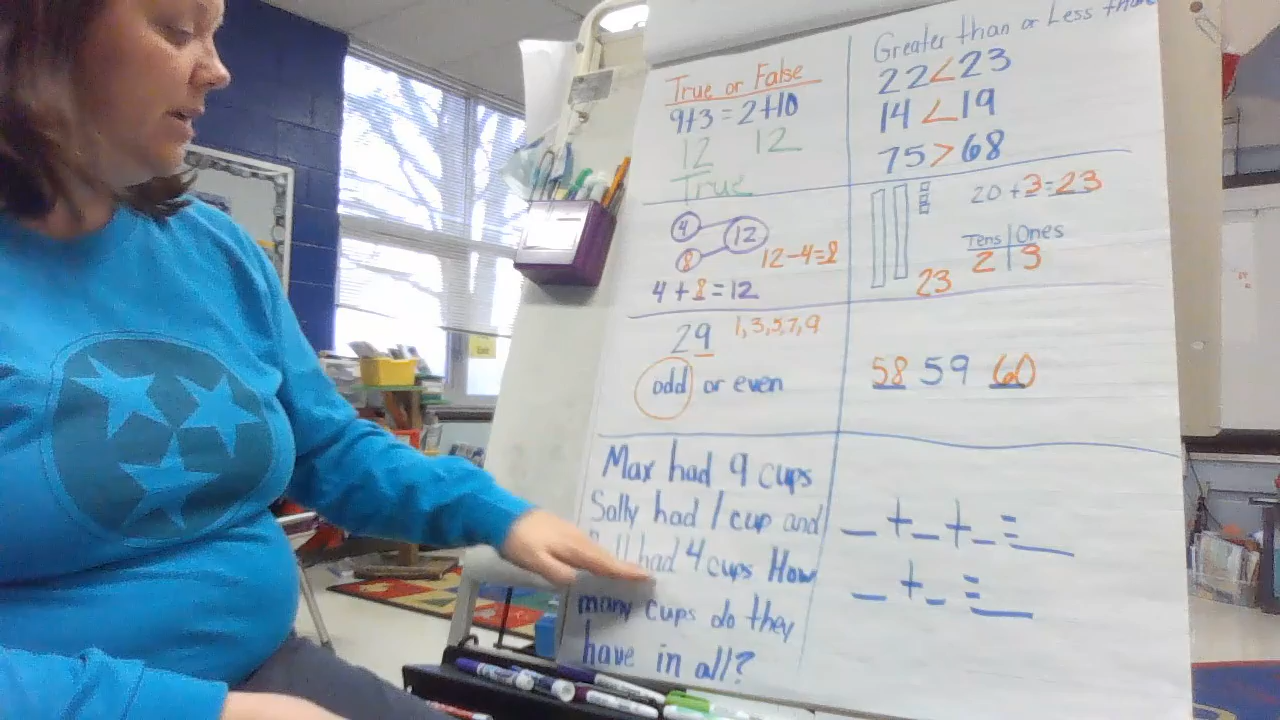 True or False
9+3=2+10
12 12
True
4
12
8
12-4=8
4+8=12
29 1,3,5,7,9
odd or even
Max had 9 cups
Sally had 1 cup and
had 4 cups How
many cups do they
have in all?
Greater than or Less than
22<23
14<19
75>68
20+3=23
Tens Ones
2 3
23
58 59 60
_+_+_=_
_+_=_